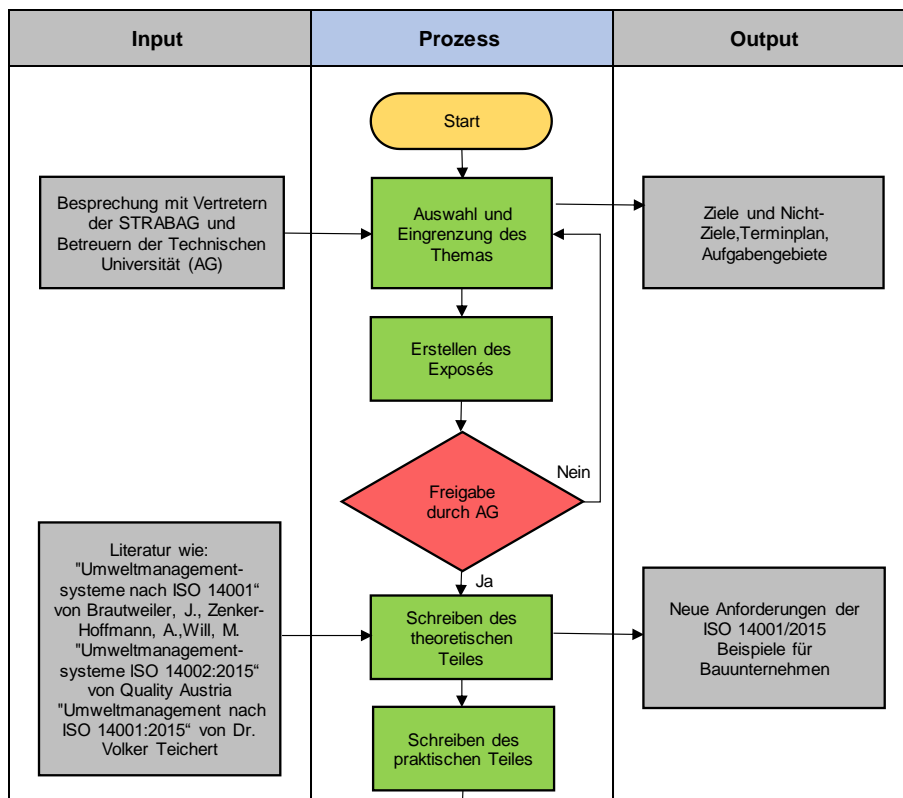 Input
Prozess
Output
Start
Besprechung mit Vertretern
der STRABAG und
Betreuern der Technischen
Universität (AG)
Auswahl und
Eingrenzung des
Themas
Ziele und Nicht-
Ziele,Terminplan,
Aufgabengebiete
Erstellen des
Exposés
Nein
Freigabe
durch AG
Ja
Literatur wie:
"Umweltmanagement-
systeme nach ISO 14001“
von Brautweiler, J., Zenker-
Hoffmann, A.,Will, M.
"Umweltmanagement-
systeme ISO 14002:2015“
von Quality Austria
"Umweltmanagement nach
ISO 14001:2015“ von Dr.
Volker Teichert
Schreiben des
theoretischen
Teiles
Neue Anforderungen der
ISO 14001/2015
Beispiele für
Bauunternehmen
Schreiben des
praktischen Teiles